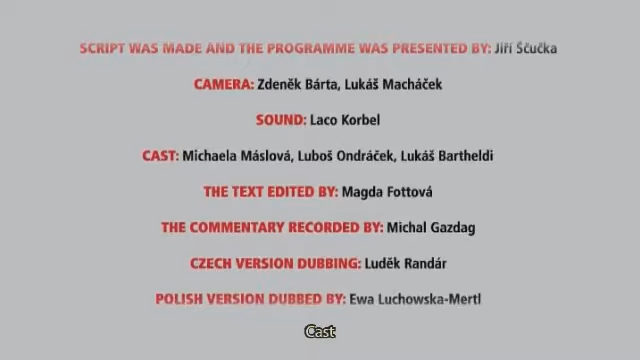 SCRIPT WAS MADE AND THE PROGRAMME WAS PRESENTED BY: Jiří Ščučka
CAMERA: Zdeněk Bárta, Lukáš Macháček
SOUND: Laco Korbel
CAST: Michaela Máslová, Luboš Ondráček, Lukáš Bartheldi
THE TEXT EDITED BY: Magda Fottová
THE COMMENTARY RECORDED BY: Michal Gazdag
CZECH VERSION DUBBING: Luděk Randár
POLISH VERSION DUBBED BY: Ewa Luchowska-Mertl
Cast